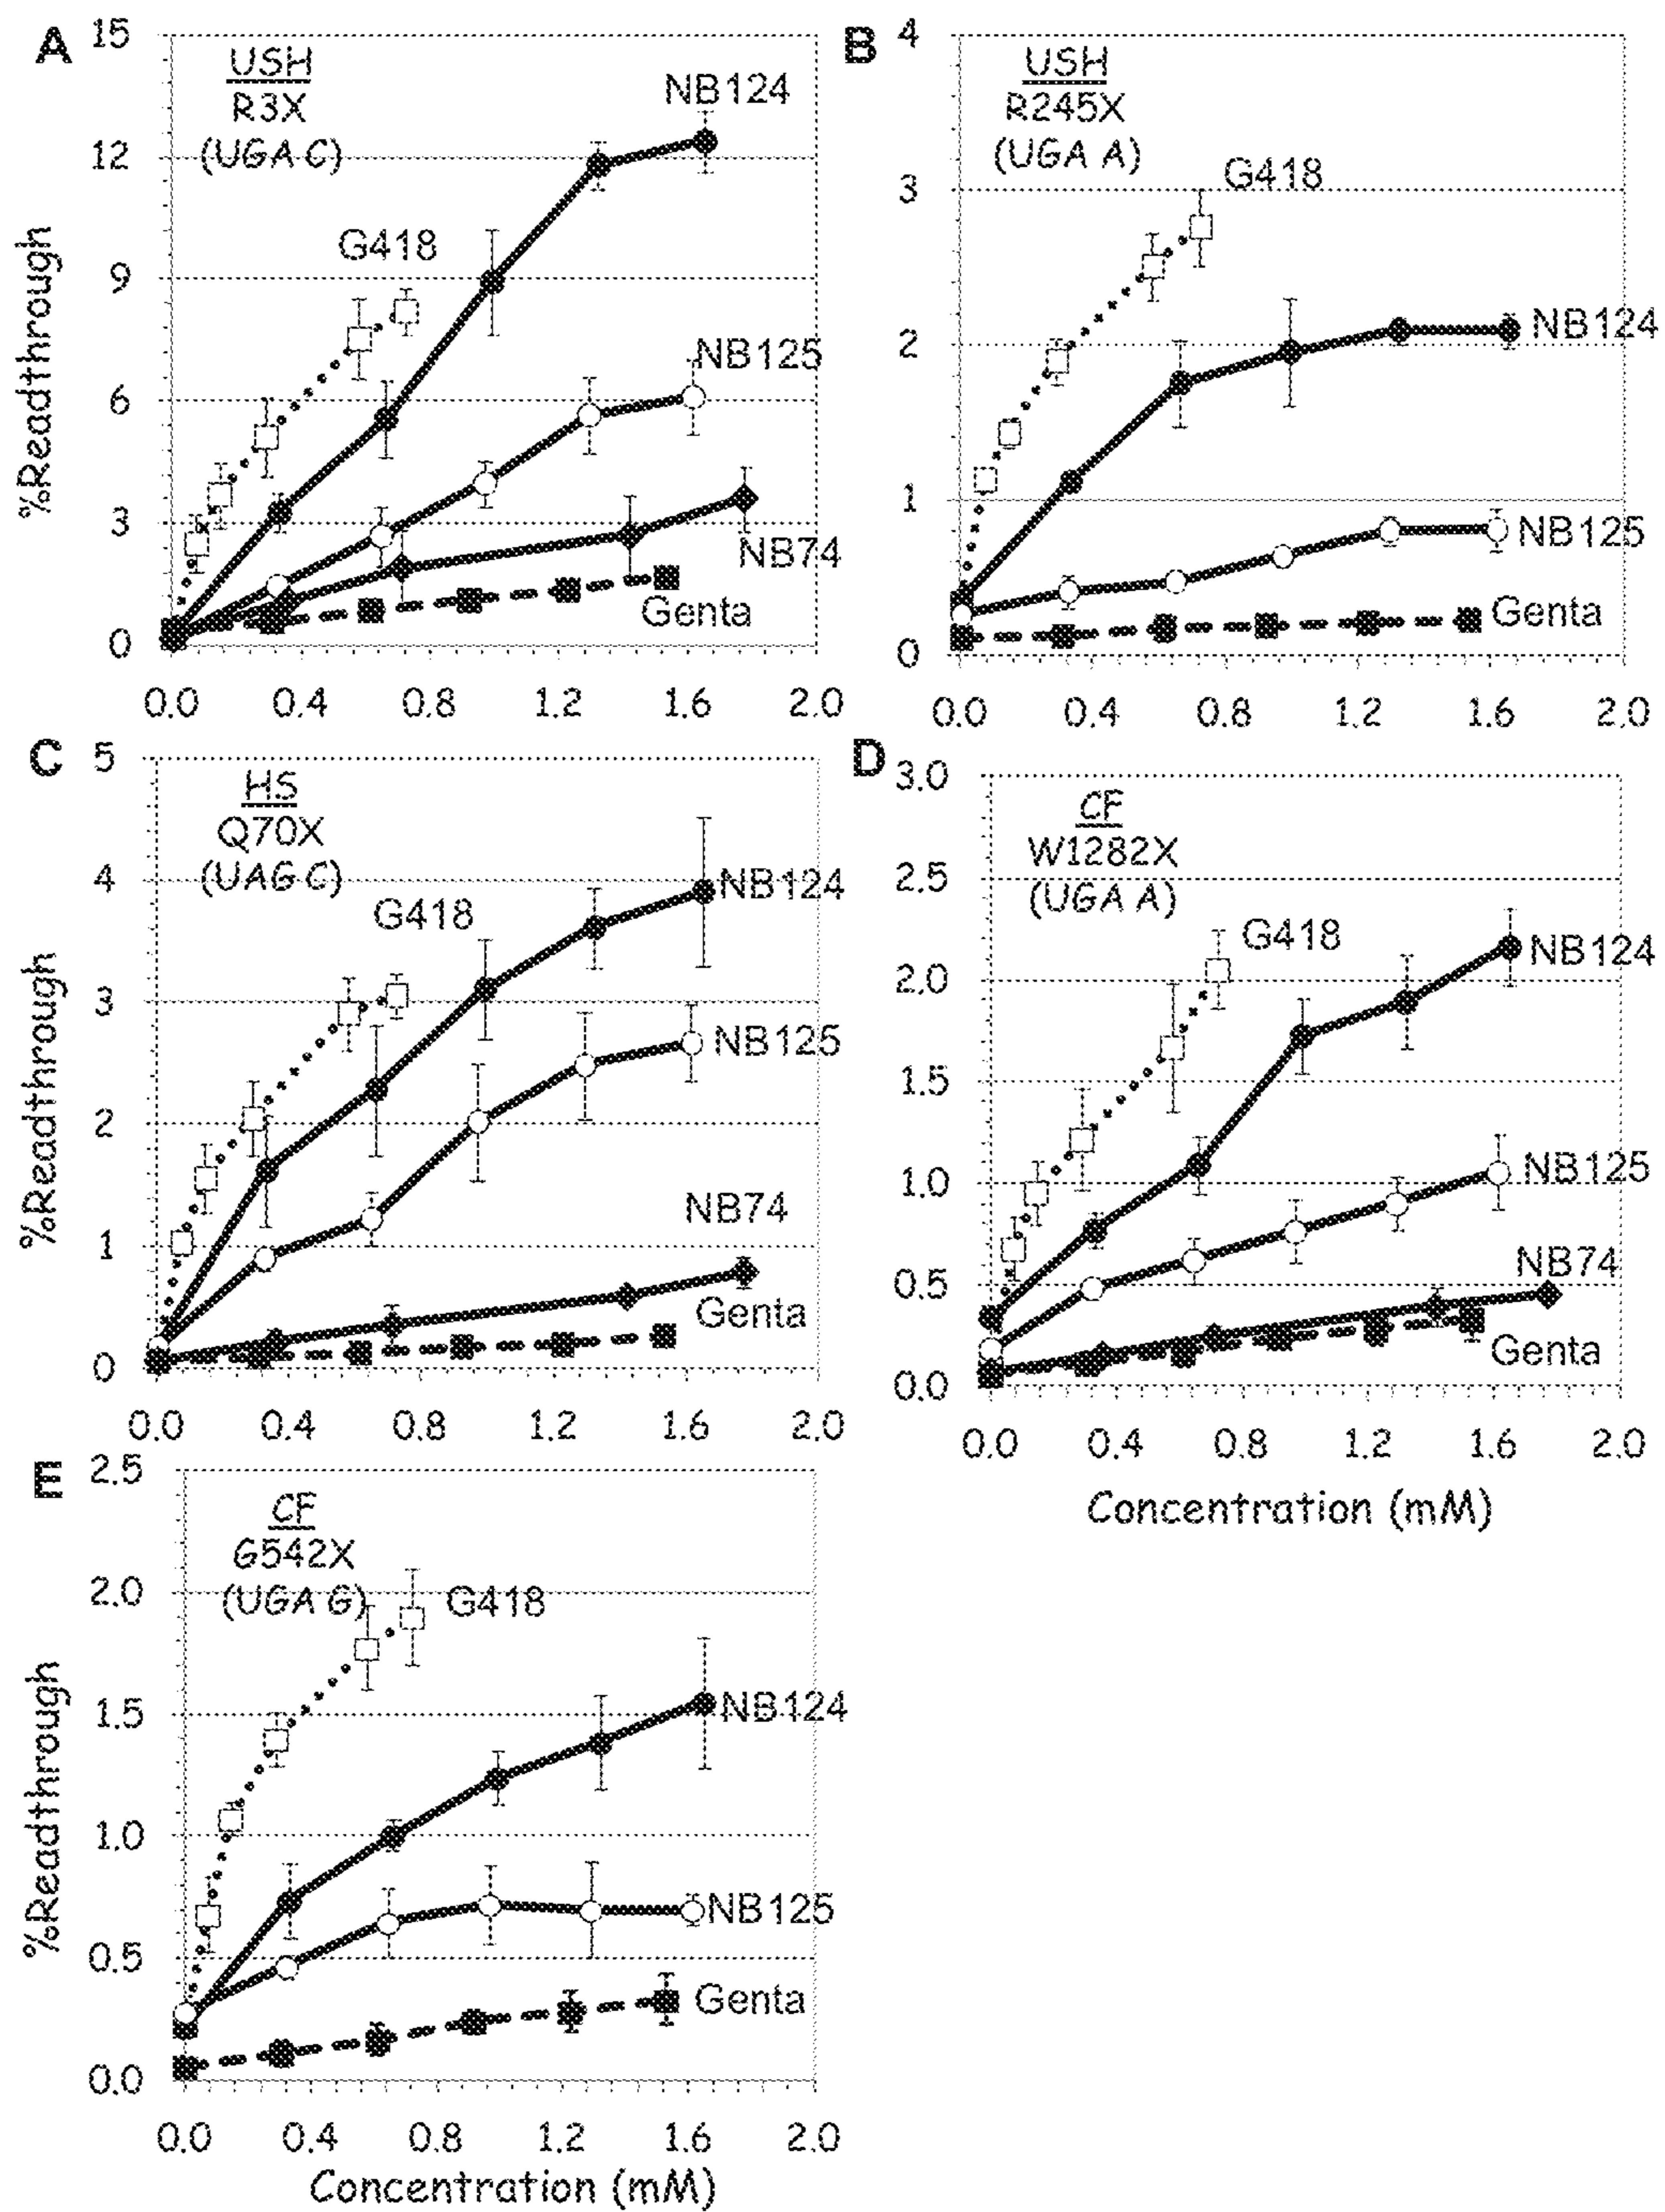 A
15
12
9
6
3
0
%Readthrough
USH
R3X
(UGA C)
G418
NB124
NB125
NB74
Genta
0.0 0.4 0.8 1.2 1.6 2.0
B
4
3
2
1
0
USH
R245X
(UGA A)
G418
NB124
NB125
Genta
0.0 0.4 0.8 1.2 1.6 2.0
C
5
4
3
2
1
0
%Readthrough
HS
Q70X
(UAG C)
G418
NB124
NB125
NB74
Genta
0.0 0.4 0.8 1.2 1.6 2.0
D
3.0
2.5
2.0
1.5
1.0
0.5
0.0
CF
W1282X
(UGA A)
G418
NB124
NB125
NB74
Genta
0.0 0.4 0.8 1.2 1.6 2.0
Concentration (mM)
E
2.5
2.0
1.5
1.0
0.5
0.0
%Readthrough
CF
G542X
(UGA G)
G418
NB124
NB125
Genta
0.0 0.4 0.8 1.2 1.6 2.0
Concentration (mM)